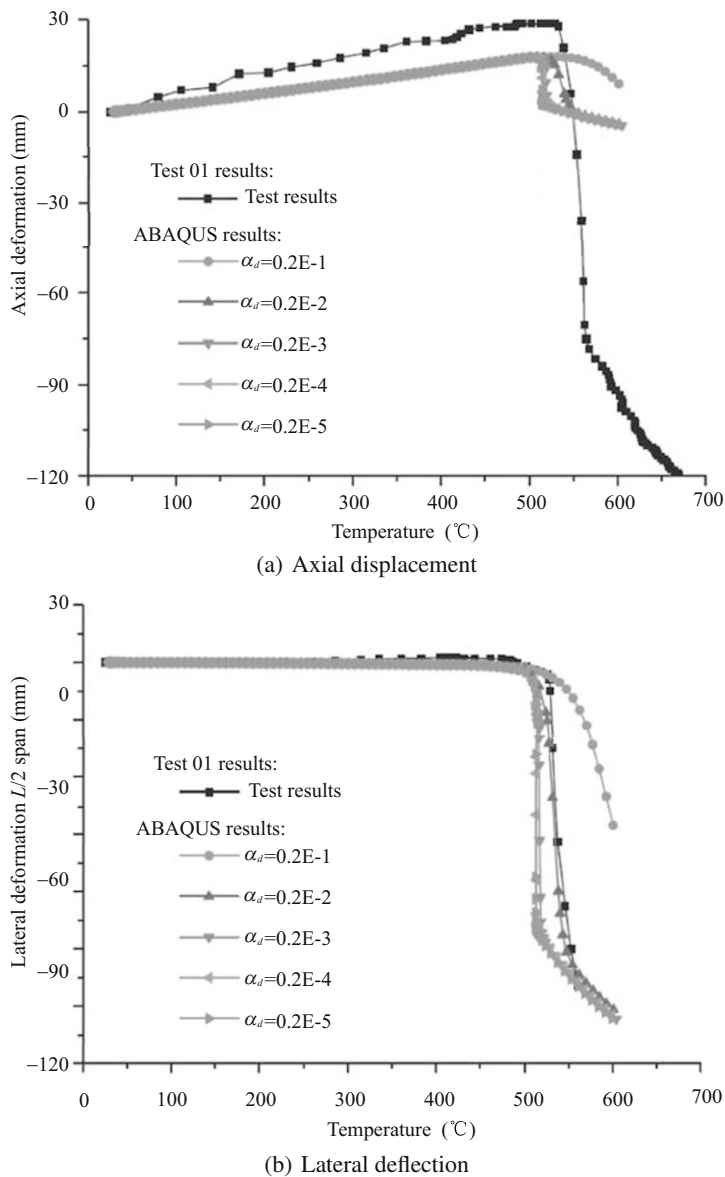 30
0
−30
−60
−90
−120
Axial deformation (mm)
Test 01 results:
Test results
ABAQUS results:
αd=0.2E-1
αd=0.2E-2
αd=0.2E-3
αd=0.2E-4
αd=0.2E-5
0 100 200 300 400 500 600 700
Temperature (℃)
(a) Axial displacement
30
0
−30
−60
−90
−120
Lateral deformation L/2 span (mm)
Test 01 results:
Test results
ABAQUS results:
αd=0.2E-1
αd=0.2E-2
αd=0.2E-3
αd=0.2E-4
αd=0.2E-5
0 100 200 300 400 500 600 700
Temperature (℃)
(b) Lateral deflection